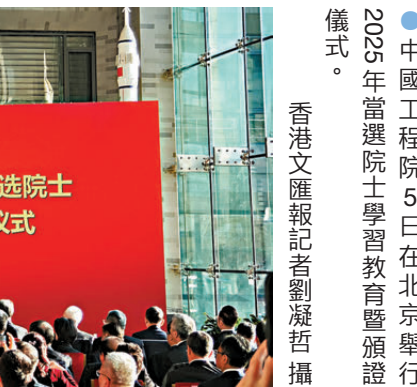 ●中國工程院5日在北京舉行
2025年當選院士學習教育暨頒證
儀式。
香港文匯報記者劉凝哲 攝
选院士
仪式